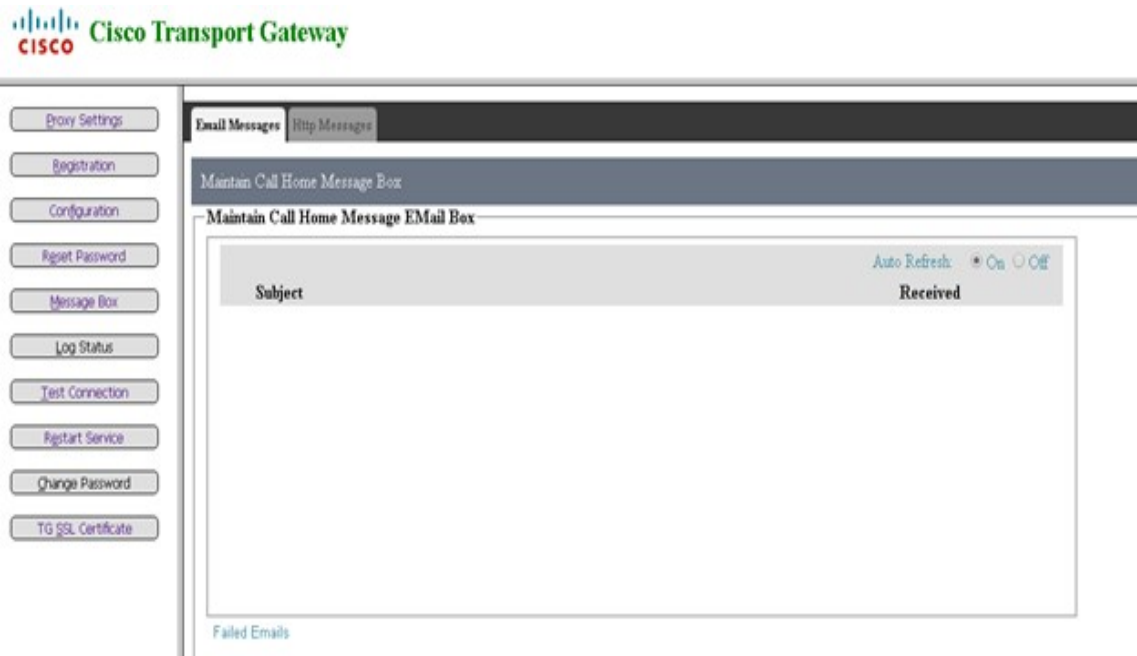 CISCO
Cisco Transport Gateway
Proxy Settings
Registration
Configuration
Reset Password
Message Box
Log Status
Test Connection
Restart Service
Change Password
TG SSL Certificate
Email Messages
Http Messages
Maintain Call Home Message Box
Maintain Call Home Message EMail Box
Auto Refresh: On Off
Subject Received
Failed Emails